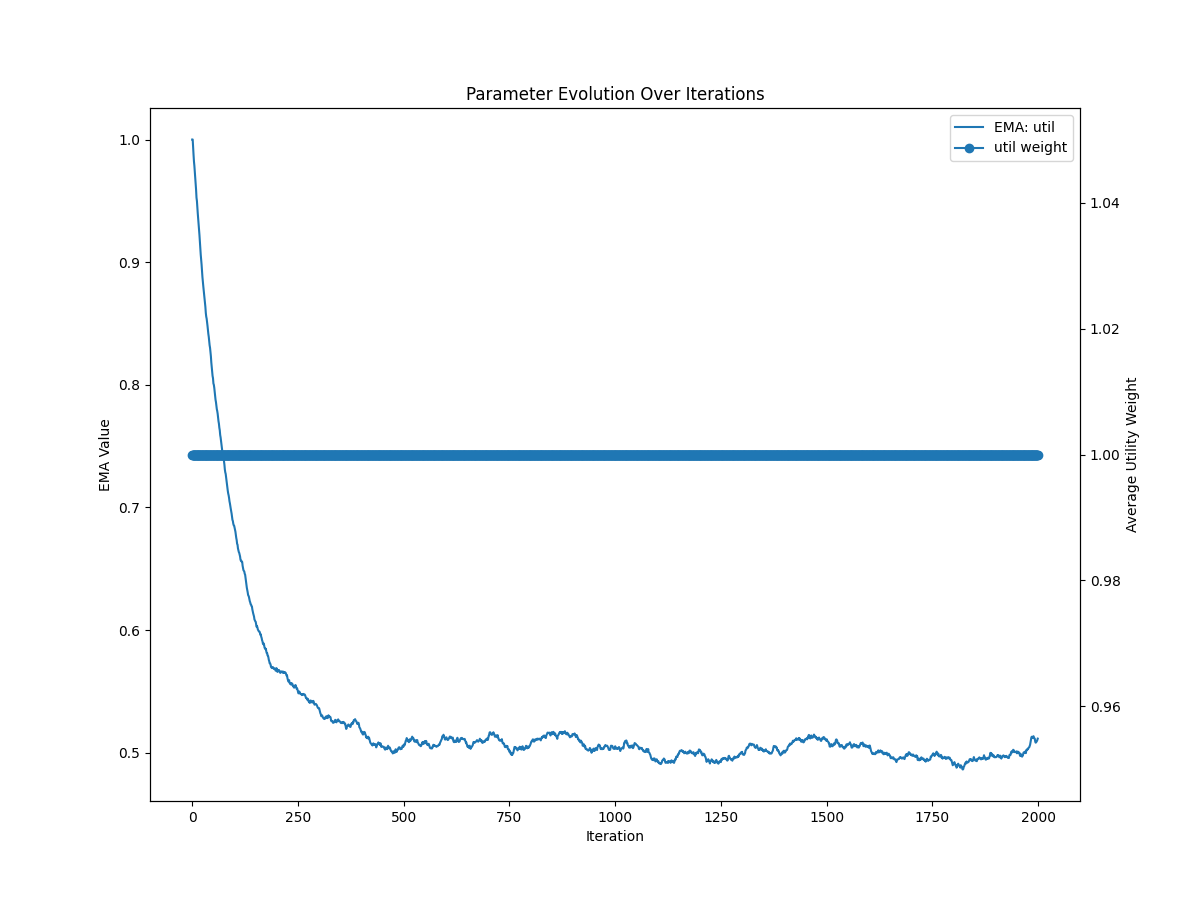 Parameter Evolution Over Iterations
EMA: util
util weight
1.0
0.9
0.8
0.7
0.6
0.5
EMA Value
1.04
1.02
1.00
0.98
0.96
Average Utility Weight
0 250 500 750 1000 1250 1500 1750 2000
Iteration